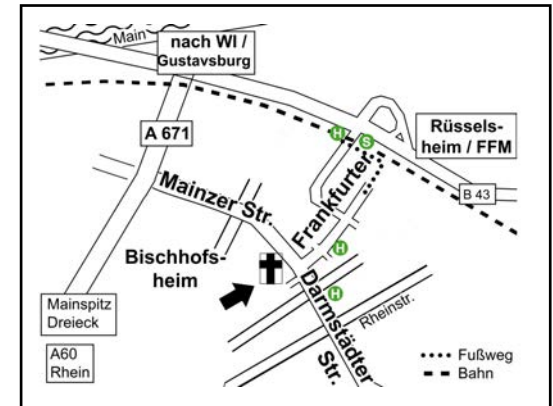 Main
nach WI /
Gustavsburg
A 671
H
S
Rüssels-
heim / FFM
B 43
Mainzer Str.
Frankfurter
Bischhofs-
heim
H
H
Darmstädter
Str.
Rheinstr.
Mainspitz
Dreieck
A60
Rhein
Fußweg
Bahn